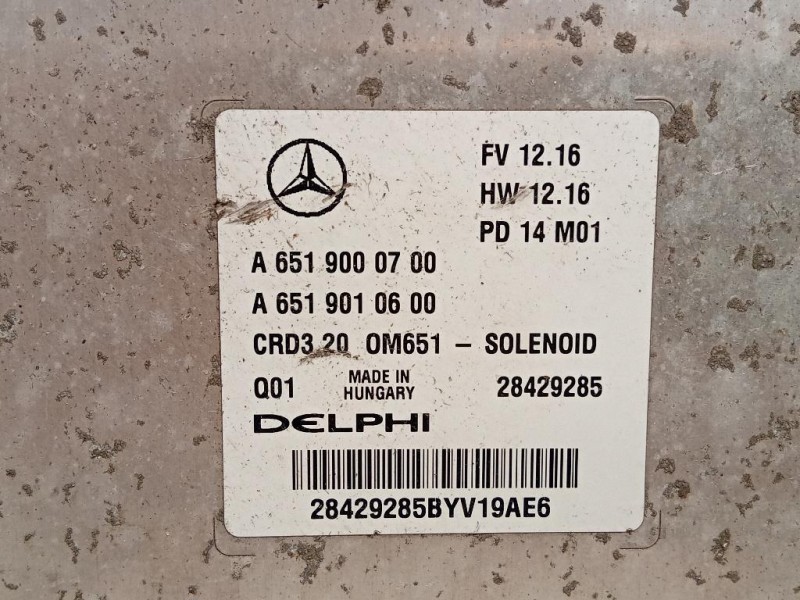 FV 12.16
HW 12.16
PD 14 M01
A 651 900 07 00
A 651 901 06 00
CRD3 20 OM651 – SOLENOID
Q01 MADE IN HUNGARY 28429285
DELPHI
28429285BYV19AE6